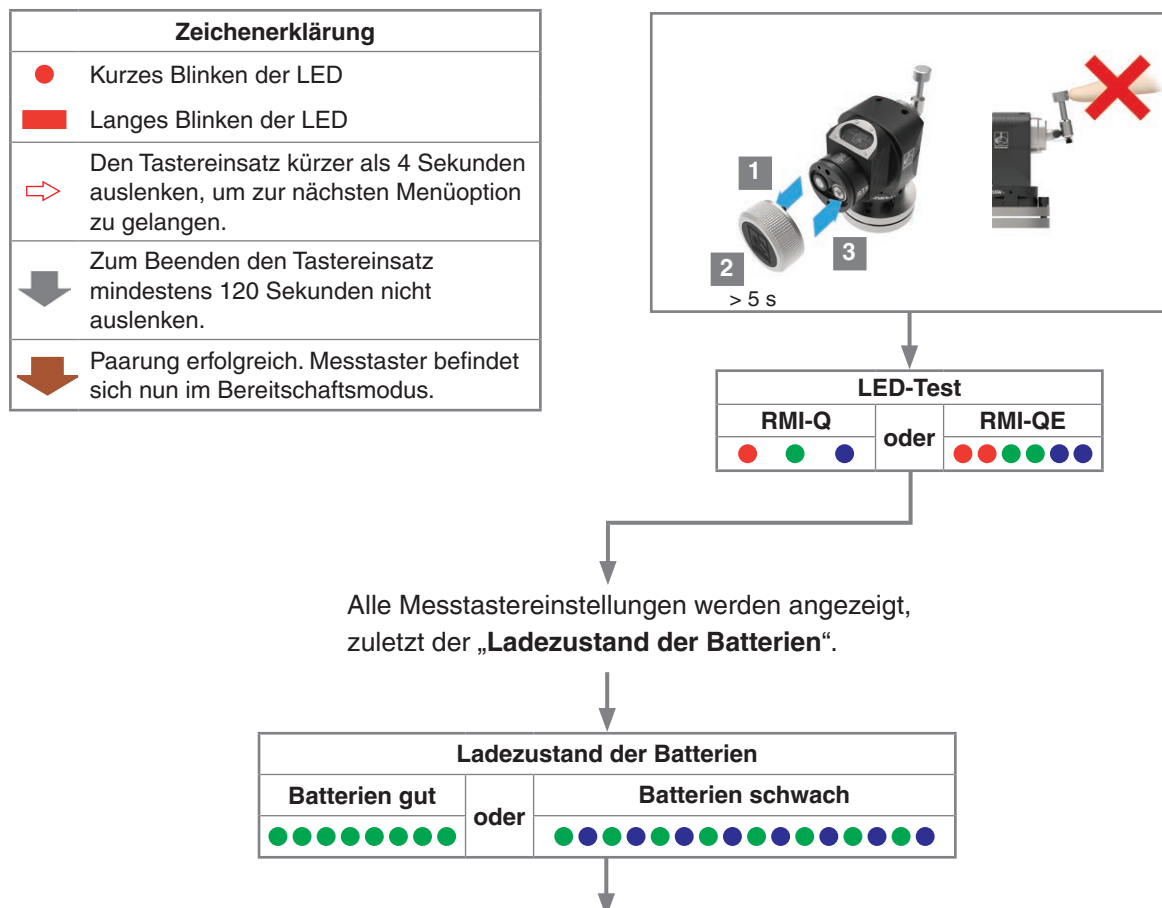 Zeichenerklärung
Kurzes Blinken der LED
Langes Blinken der LED
Den Tastereinsatz kürzer als 4 Sekunden
auslenken, um zur nächsten Menüoption
zu gelangen.
Zum Beenden den Tastereinsatz
mindestens 120 Sekunden nicht
auslenken.
Paarung erfolgreich. Messtaster befindet
sich nun im Bereitschaftsmodus.
1
2
3
> 5 s
LED-Test
RMI-Q
oder
RMI-QE
Alle Messtastereinstellungen werden angezeigt,
zuletzt der „Ladezustand der Batterien“.
Ladezustand der Batterien
Batterien gut
oder
Batterien schwach